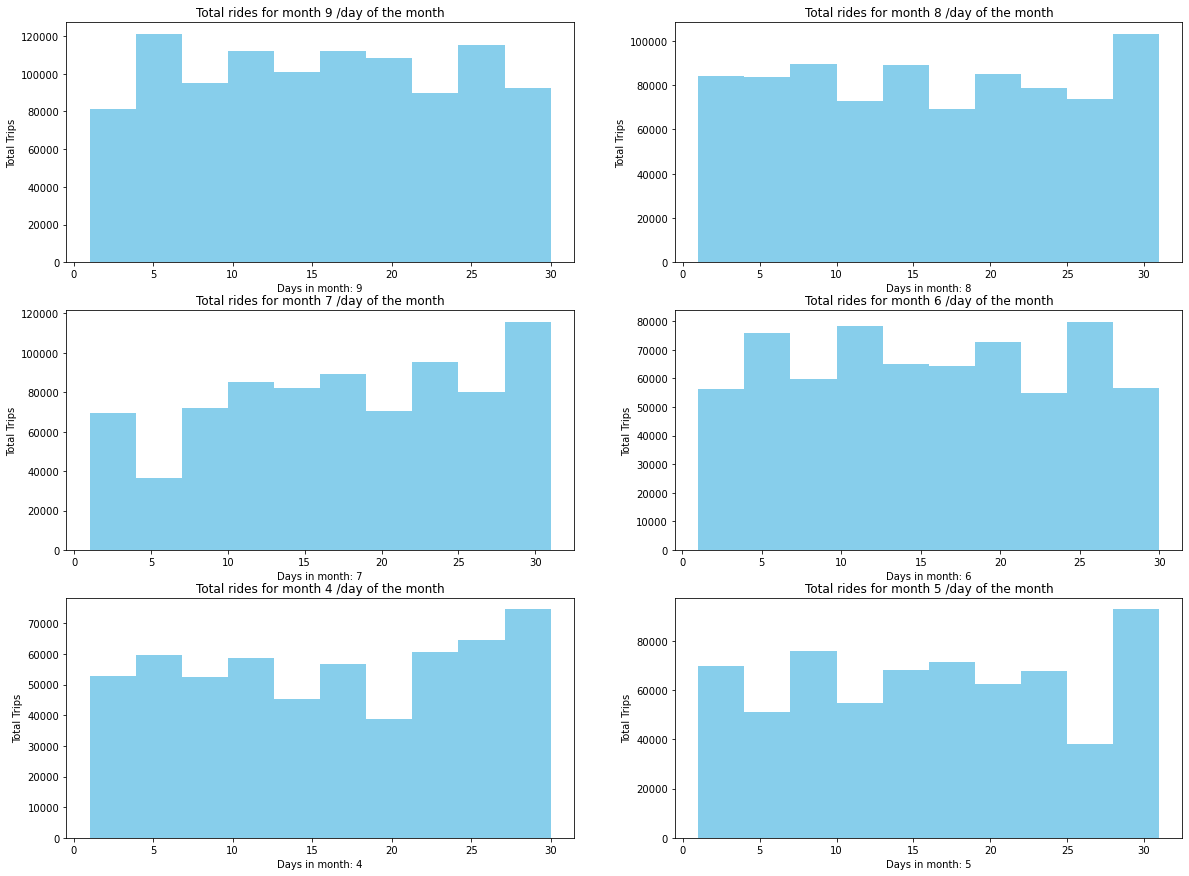 Total rides for month 9 /day of the month
120000
100000
80000
60000
40000
20000
0
Total Trips
0 5 10 15 20 25 30
Days in month: 9
Total rides for month 8 /day of the month
100000
80000
60000
40000
20000
0
Total Trips
0 5 10 15 20 25 30
Days in month: 8
Total rides for month 7 /day of the month
120000
100000
80000
60000
40000
20000
0
Total Trips
0 5 10 15 20 25 30
Days in month: 7
Total rides for month 6 /day of the month
80000
70000
60000
50000
40000
30000
20000
10000
0
Total Trips
0 5 10 15 20 25 30
Days in month: 6
Total rides for month 4 /day of the month
70000
60000
50000
40000
30000
20000
10000
0
Total Trips
0 5 10 15 20 25 30
Days in month: 4
Total rides for month 5 /day of the month
80000
60000
40000
20000
0
Total Trips
0 5 10 15 20 25 30
Days in month: 5